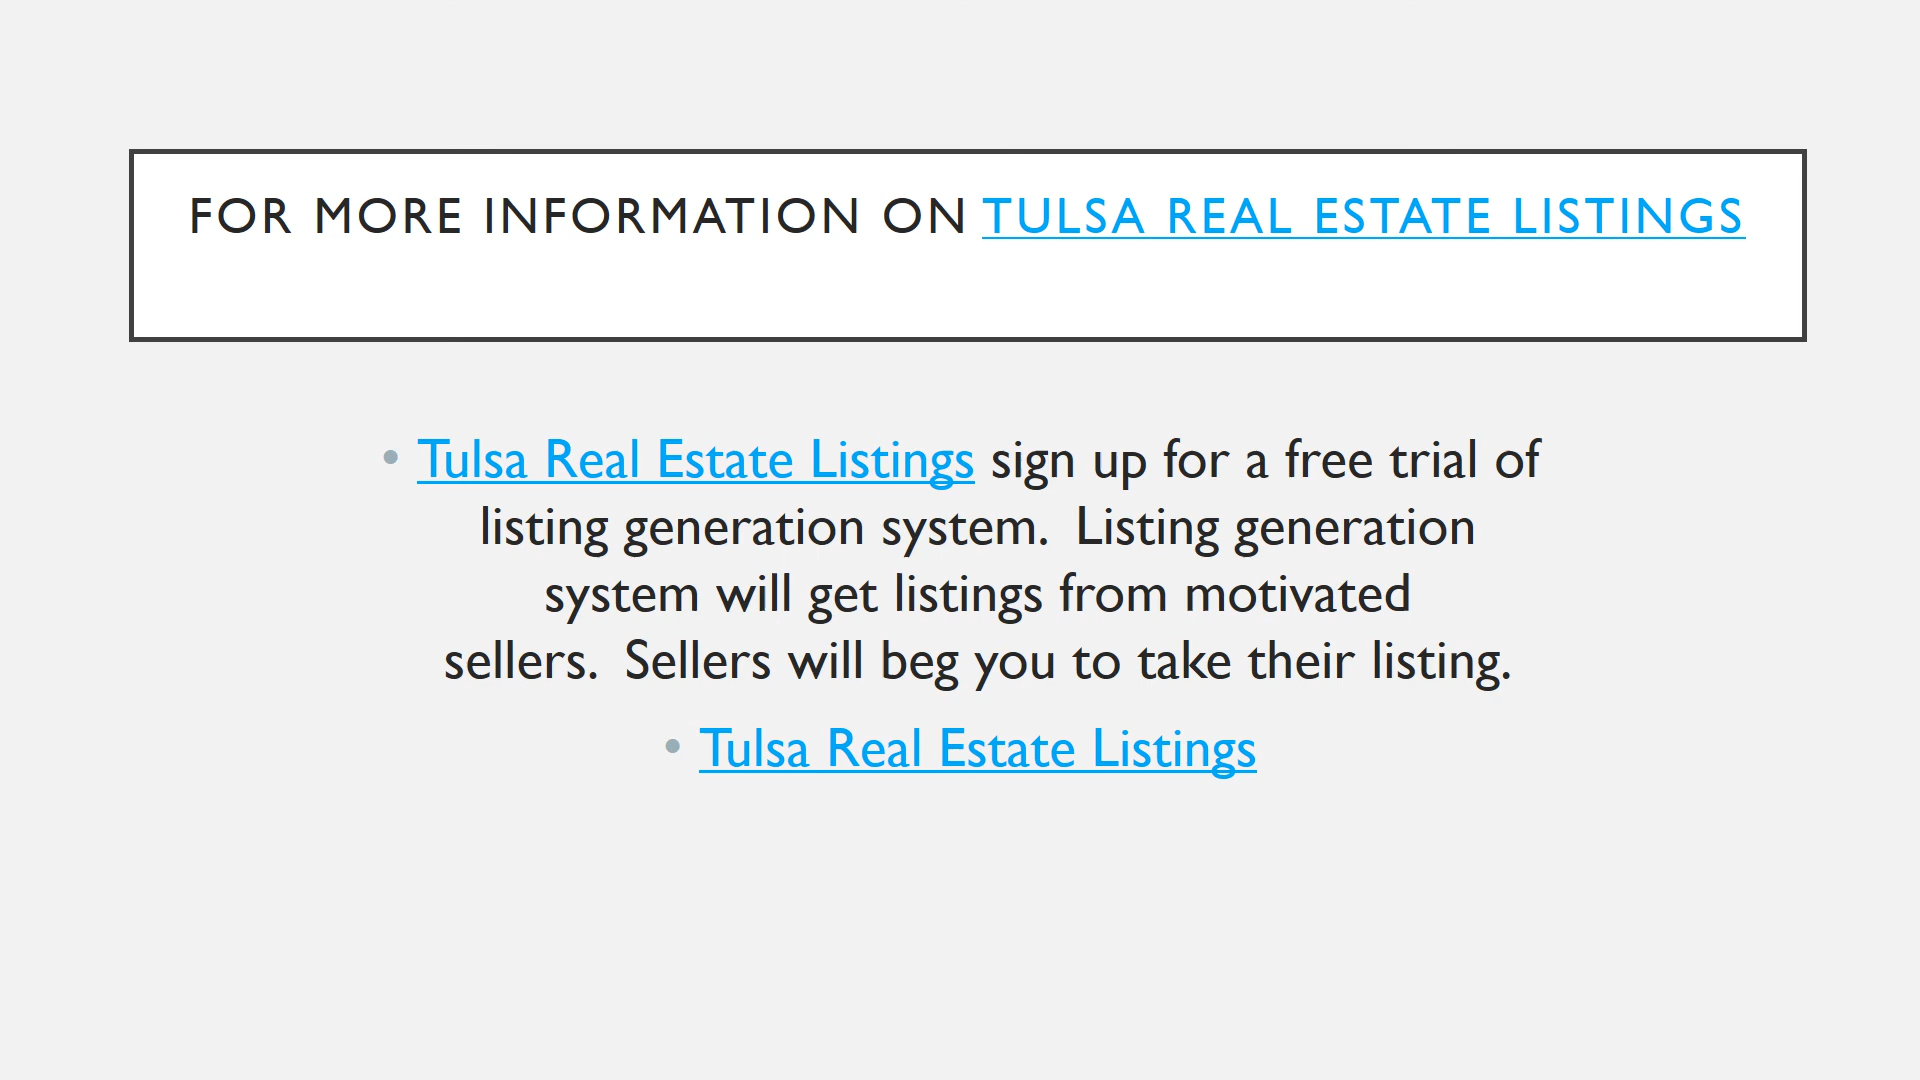 FOR MORE INFORMATION ON TULSA REAL ESTATE LISTINGS
• Tulsa Real Estate Listings sign up for a free trial of
listing generation system.  Listing generation
system will get listings from motivated
sellers.  Sellers will beg you to take their listing.
• Tulsa Real Estate Listings